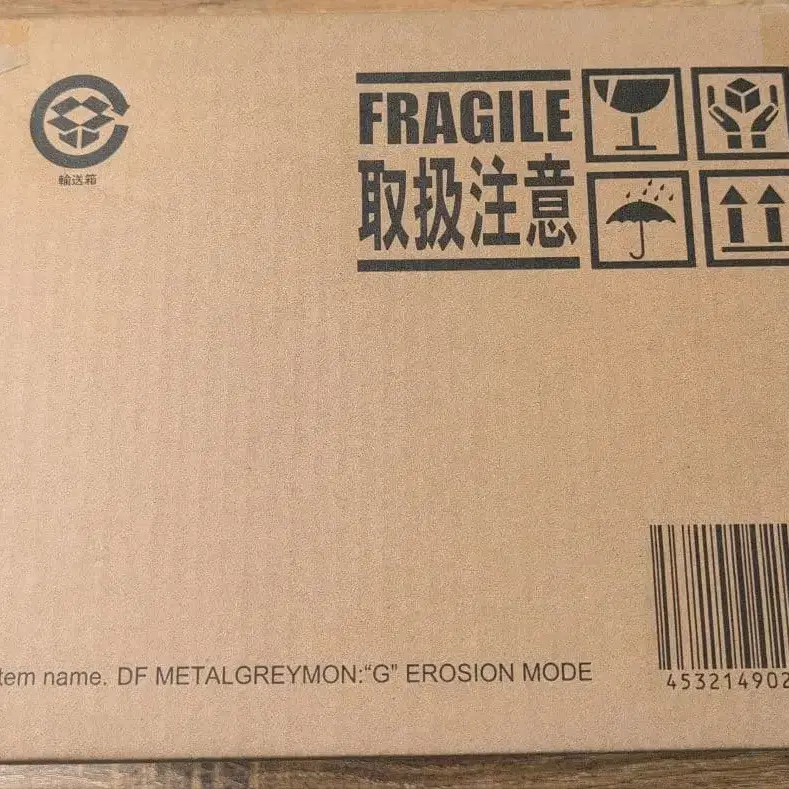 輸送箱
FRAGILE
取扱注意
tem name. DF METALGREYMON:“G” EROSION MODE
453214902